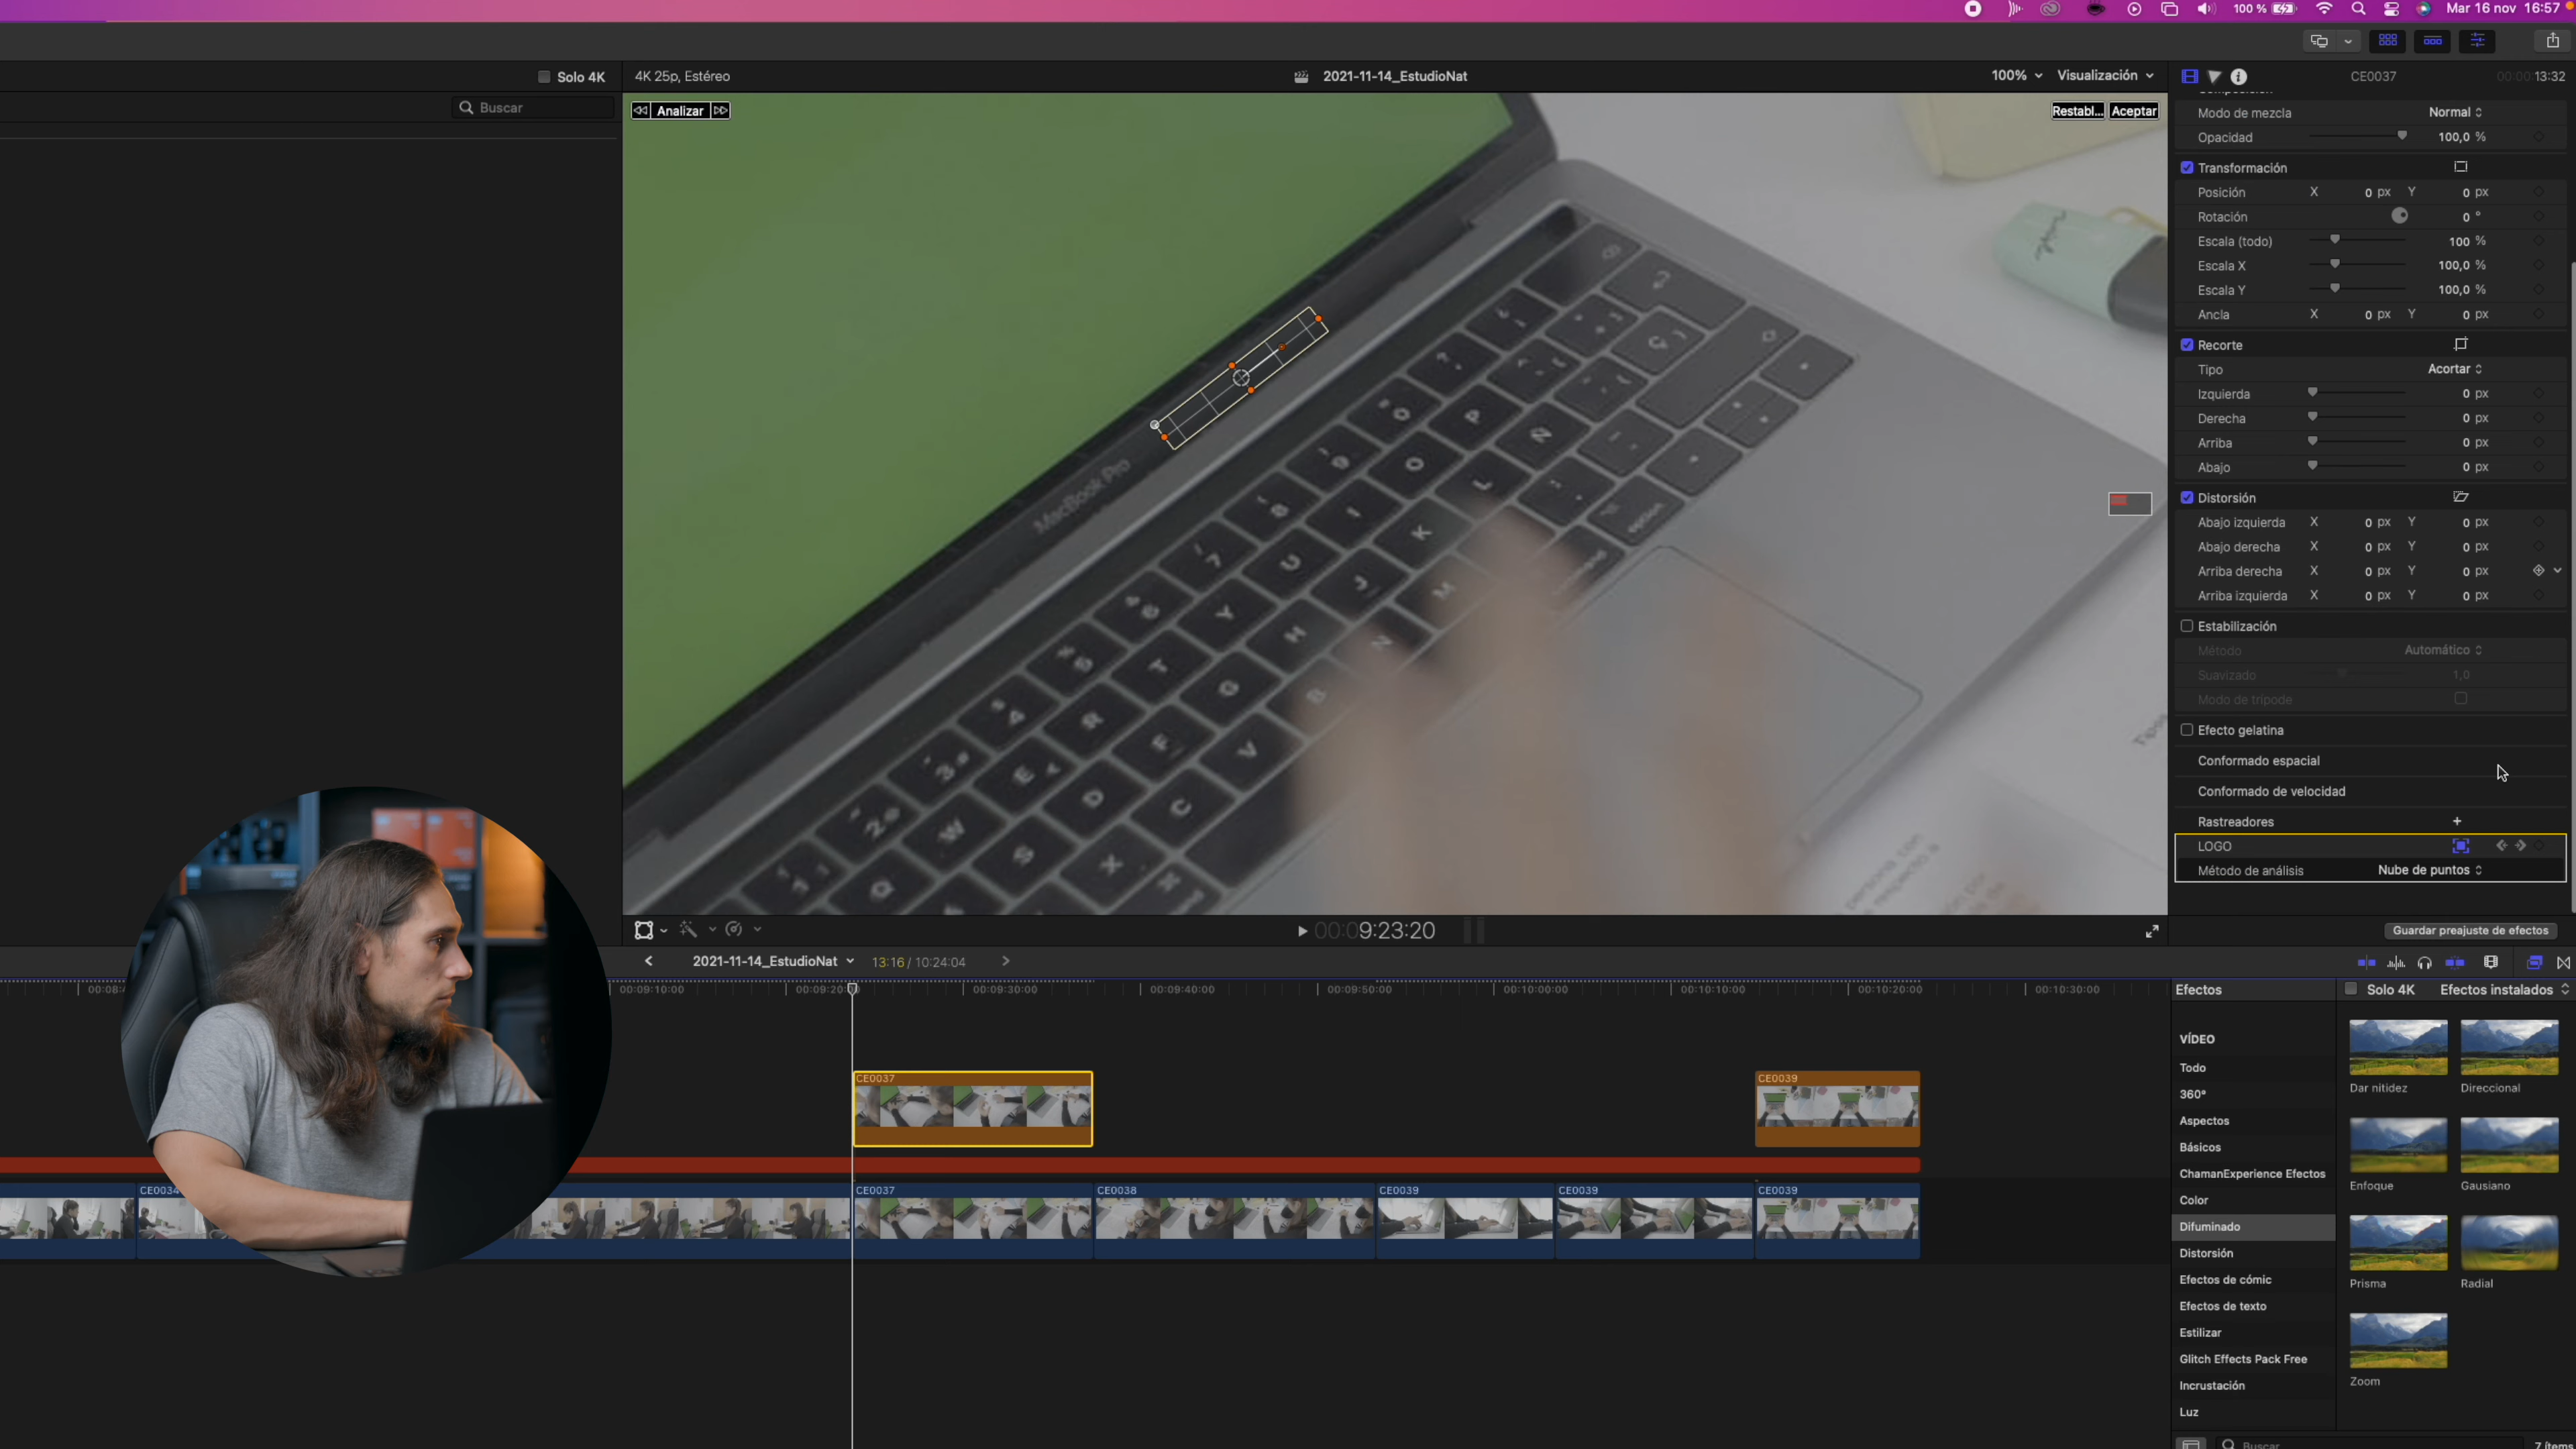 100 %
Mar 16 nov 16:57
Solo 4K
4K 25p, Estéreo
2021-11-14_EstudioNat
100%
Visualización
CE0037
00:00:13:32
Buscar
Analizar
Restabl...
Aceptar
Modo de mezcla Normal
Opacidad 100,0 %
Transformación
Posición X 0 px Y 0 px
Rotación 0 °
Escala (todo) 100 %
Escala X 100,0 %
Escala Y 100,0 %
Ancla X 0 px Y 0 px
Recorte
Tipo Acortar
Izquierda 0 px
Derecha 0 px
Arriba 0 px
Abajo 0 px
Distorsión
Abajo izquierda X 0 px Y 0 px
Abajo derecha X 0 px Y 0 px
Arriba derecha X 0 px Y 0 px
Arriba izquierda X 0 px Y 0 px
Estabilización
Método Automático
Suavizado 1,0
Modo de trípode
Efecto gelatina
Conformado espacial
Conformado de velocidad
Rastreadores +
LOGO
Método de análisis Nube de puntos
Guardar preajuste de efectos
MacBook Pro
00:009:23:20
2021-11-14_EstudioNat
13:16 / 10:24:04
00:09:10:00
00:09:30:00
00:09:40:00
00:09:50:00
00:10:00:00
00:10:10:00
00:10:20:00
00:10:30:00
CE0037
CE0039
CE0034
CE0037
CE0038
CE0039
CE0039
CE0039
Efectos
Solo 4K
Efectos instalados
VÍDEO
Todo
360°
Aspectos
Básicos
ChamanExperience Efectos
Color
Difuminado
Distorsión
Efectos de cómic
Efectos de texto
Estilizar
Glitch Effects Pack Free
Incrustación
Luz
Dar nitidez
Direccional
Enfoque
Gausiano
Prisma
Radial
Zoom
Buscar